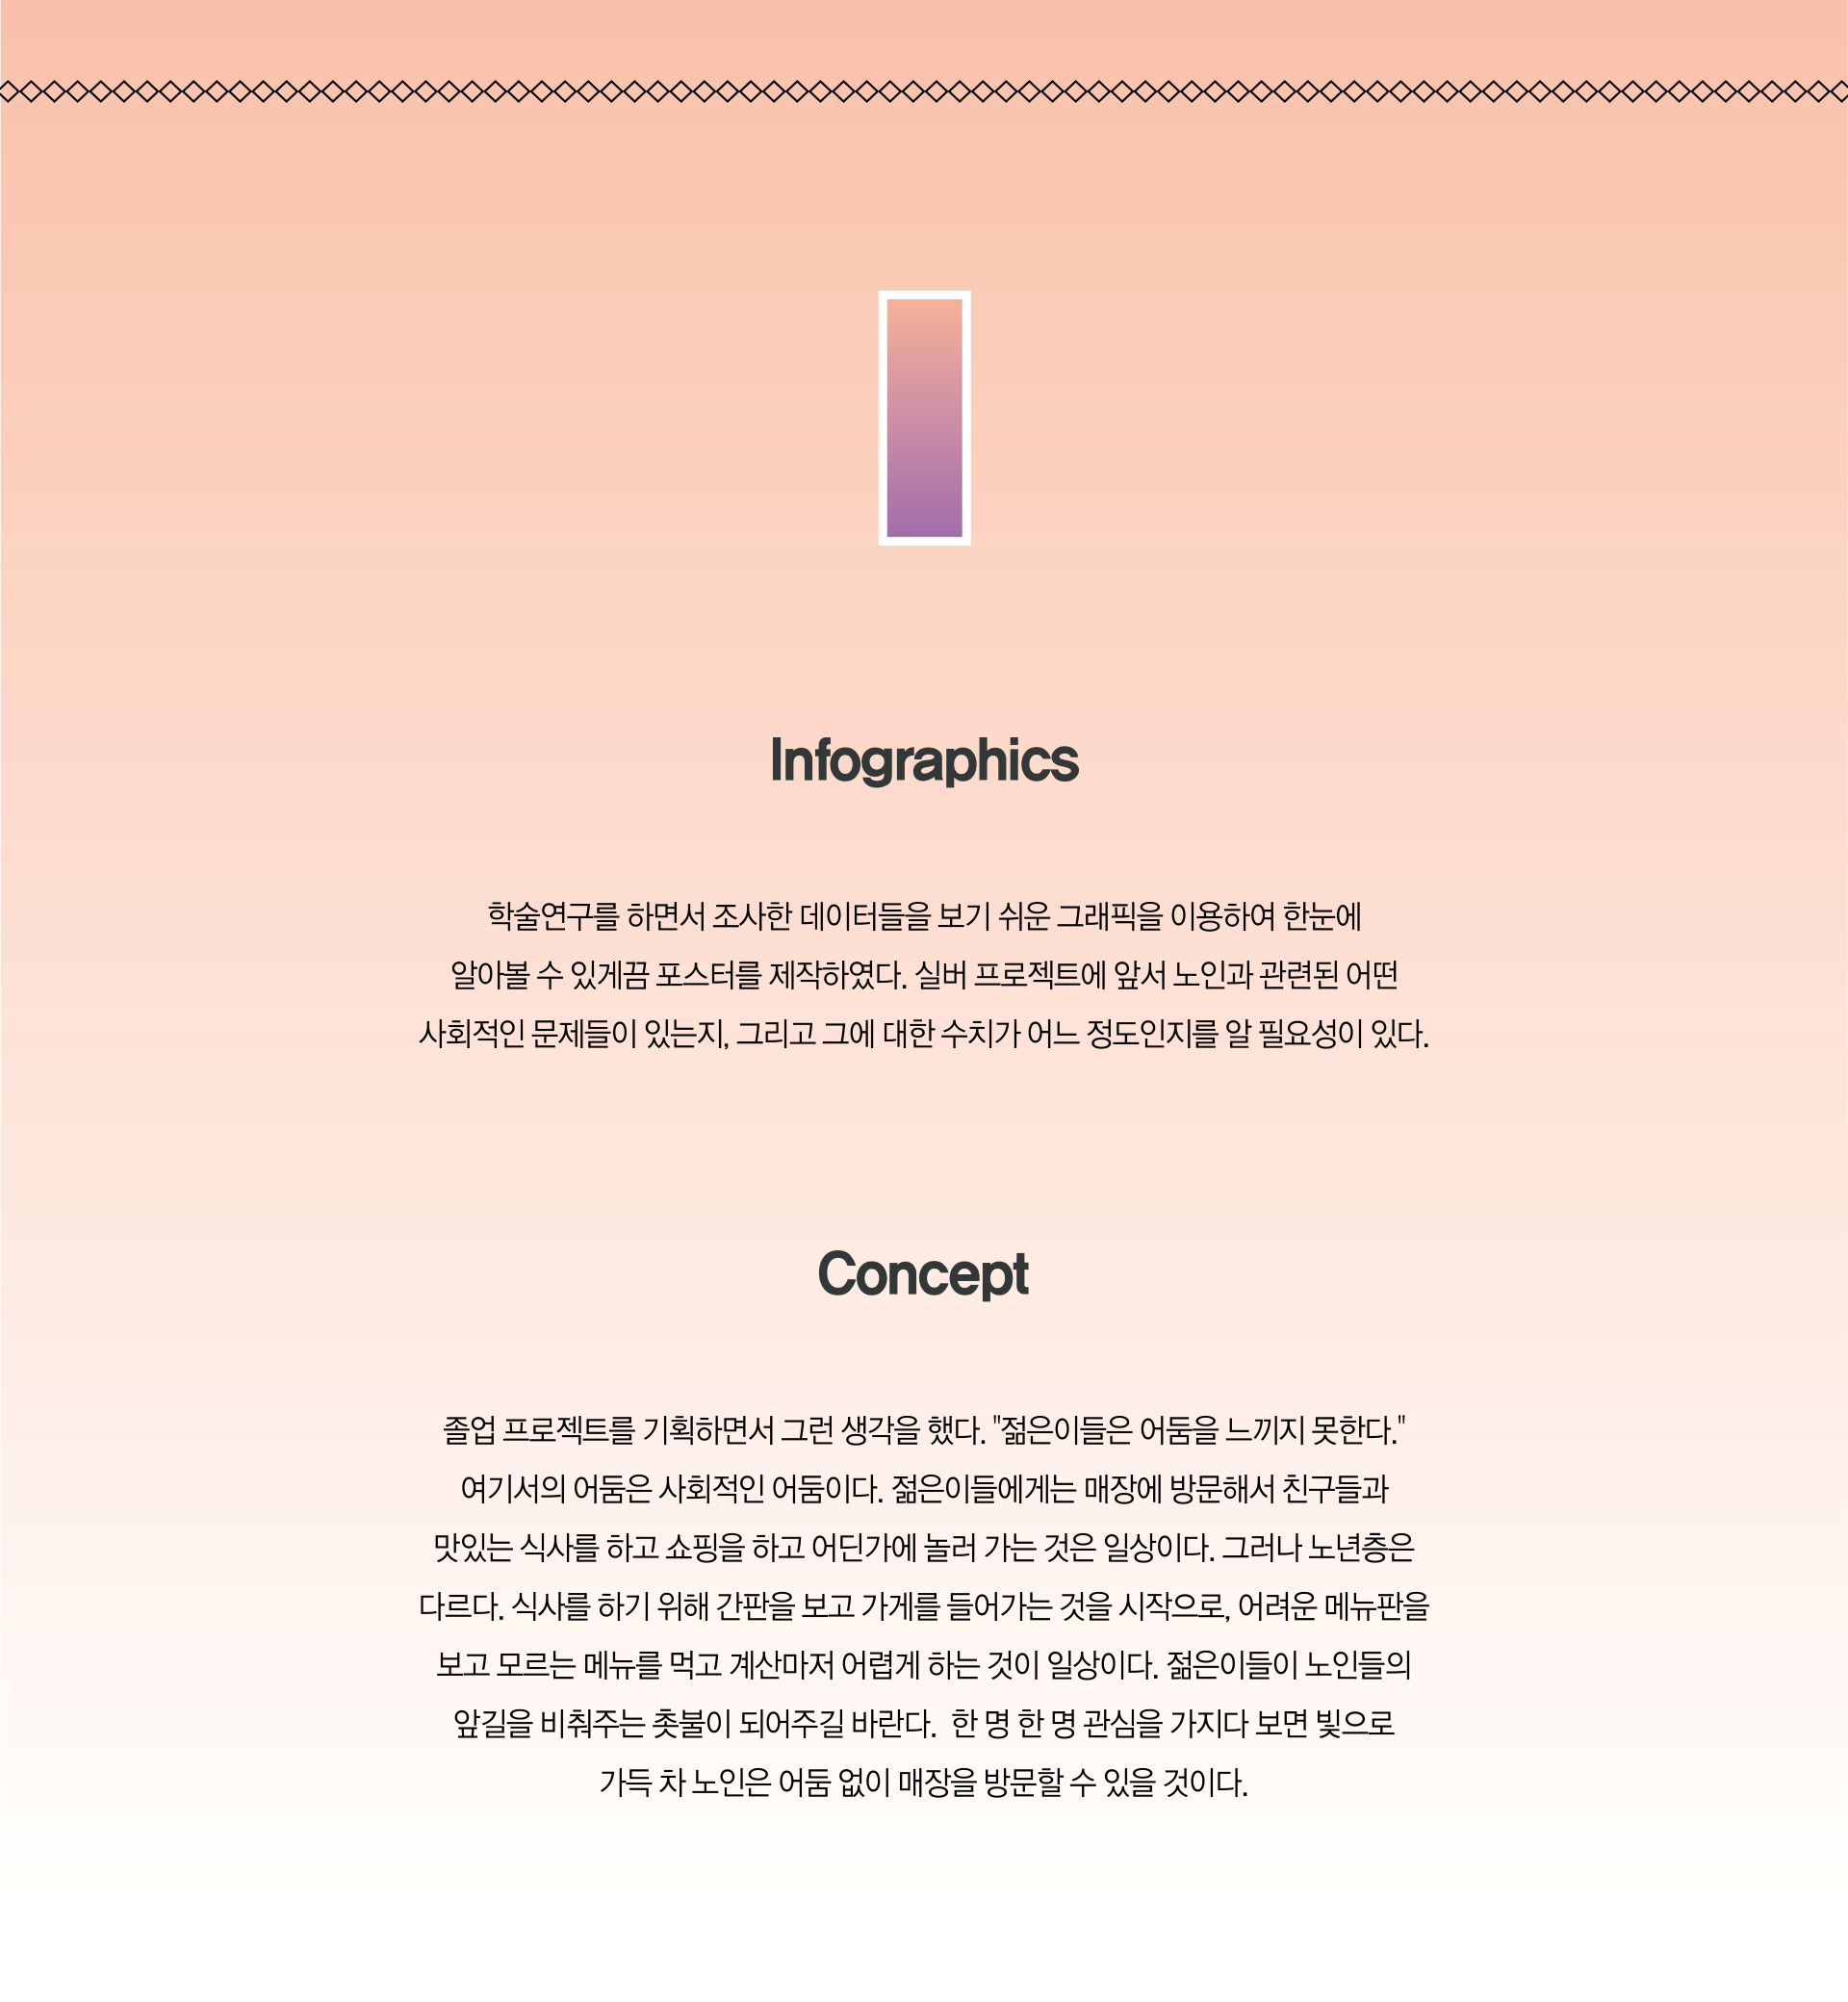 I
Infographics
학술연구를 하면서 조사한 데이터들을 보기 쉬운 그래픽을 이용하여 한눈에
알아볼 수 있게끔 포스터를 제작하였다. 실버 프로젝트에 앞서 노인과 관련된 어떤
사회적인 문제들이 있는지, 그리고 그에 대한 수치가 어느 정도인지를 알 필요성이 있다.
Concept
졸업 프로젝트를 기획하면서 그런 생각을 했다. "젊은이들은 어둠을 느끼지 못한다."
여기서의 어둠은 사회적인 어둠이다. 젊은이들에게는 매장에 방문해서 친구들과
맛있는 식사를 하고 쇼핑을 하고 어딘가에 놀러 가는 것은 일상이다. 그러나 노년층은
다르다. 식사를 하기 위해 간판을 보고 가게를 들어가는 것을 시작으로, 어려운 메뉴판을
보고 모르는 메뉴를 먹고 계산마저 어렵게 하는 것이 일상이다. 젊은이들이 노인들의
앞길을 비춰주는 촛불이 되어주길 바란다. 한 명 한 명 관심을 가지다 보면 빛으로
가득 차 노인은 어둠 없이 매장을 방문할 수 있을 것이다.